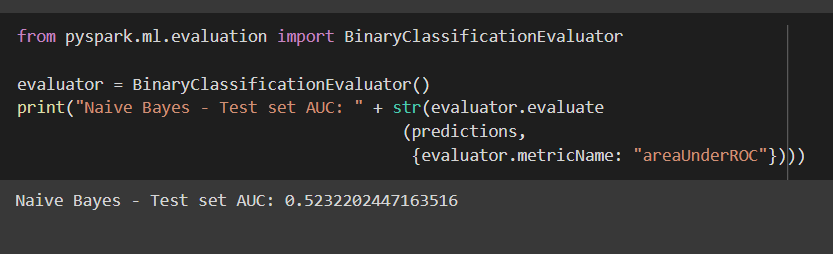 from pyspark.ml.evaluation import BinaryClassificationEvaluator
evaluator = BinaryClassificationEvaluator()
print("Naive Bayes - Test set AUC: " + str(evaluator.evaluate
(predictions,
{evaluator.metricName: "areaUnderROC"})))
Naive Bayes - Test set AUC: 0.5232202447163516